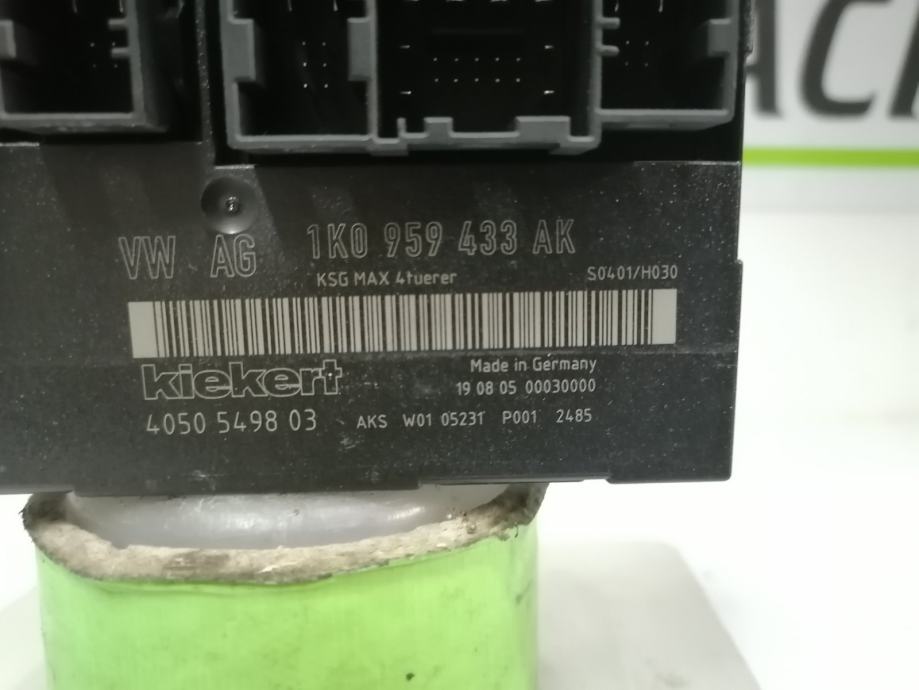 ACK
VW AG 1K0 959 433 AK
KSG MAX 4tuerer S0401/H030
kiekert Made in Germany
19 08 05 00030000
4050 5498 03 AKS W01 05231 P001 2485